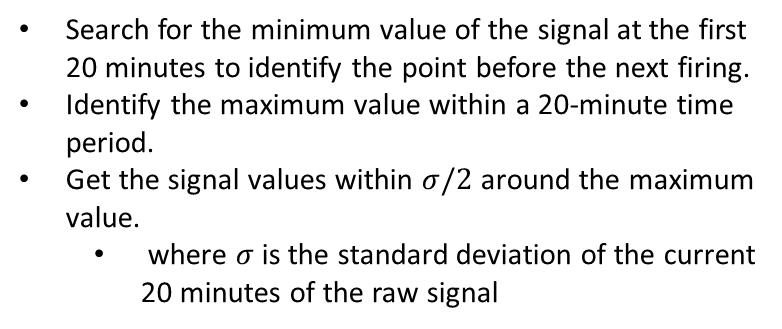 • Search for the minimum value of the signal at the first
20 minutes to identify the point before the next firing.
• Identify the maximum value within a 20-minute time
period.
• Get the signal values within 𝜎/2 around the maximum
value.
• where 𝜎 is the standard deviation of the current
20 minutes of the raw signal